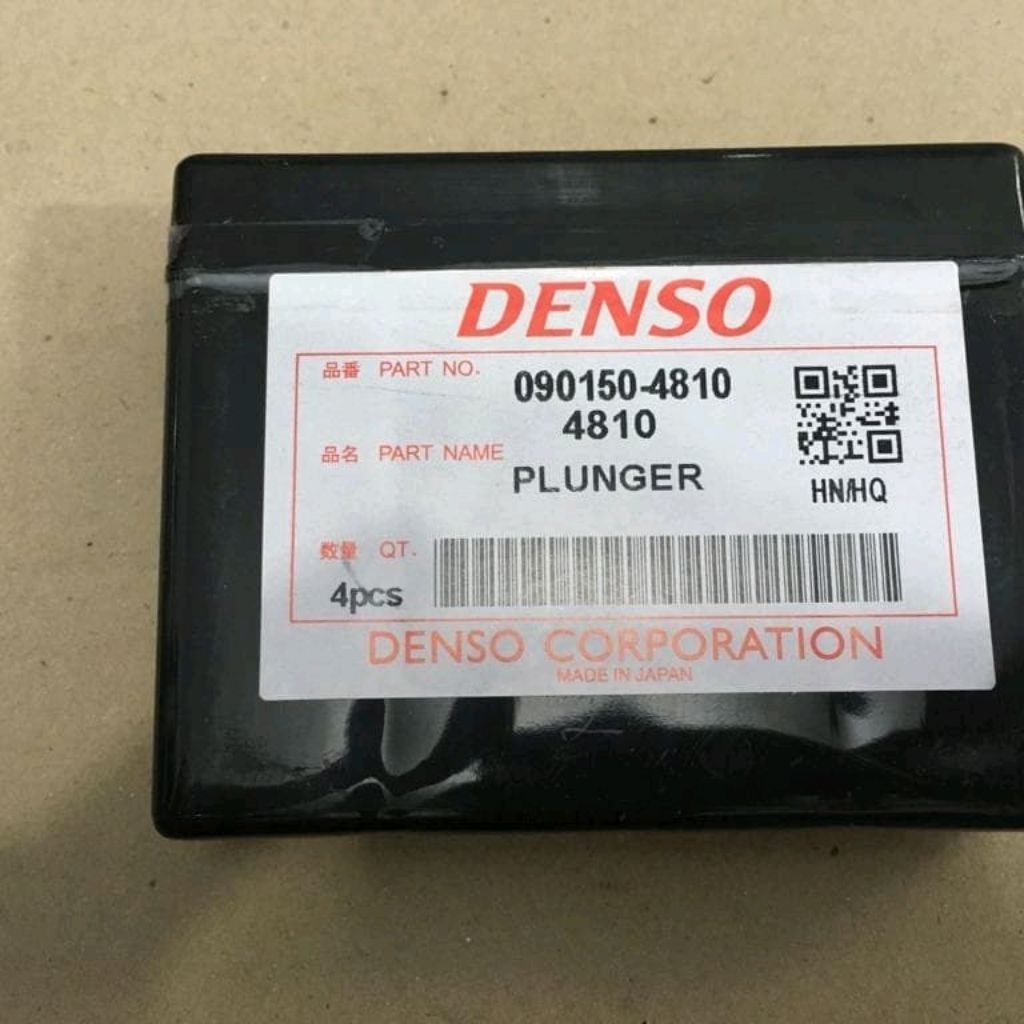 DENSO
品番 PART NO. 090150-4810
4810
品名 PART NAME PLUNGER
HN/HQ
数量 QT.
4pcs
DENSO CORPORATION
MADE IN JAPAN